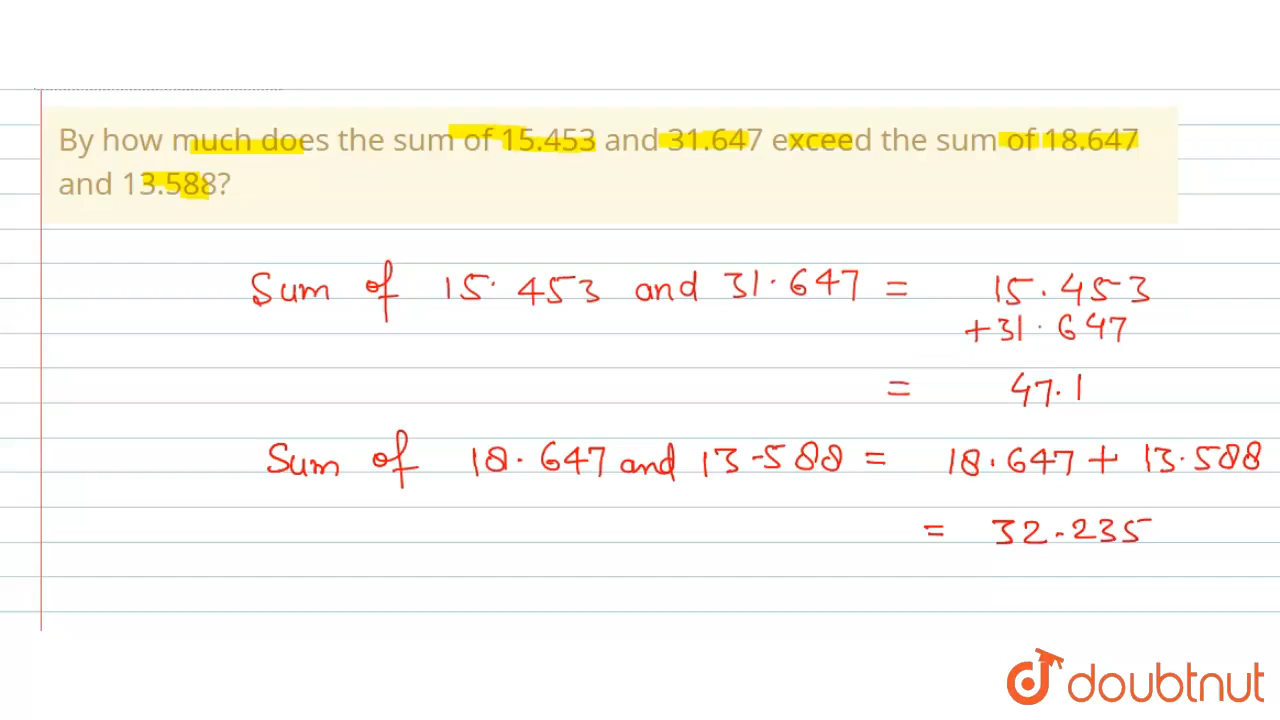 By how much does the sum of 15.453 and 31.647 exceed the sum of 18.647
and 13.588?
Sum of 15.453 and 31.647 = 15.453
+31.647
= 47.1
Sum of 18.647 and 13.588 = 18.647 + 13.588
= 32.235
doubtnut